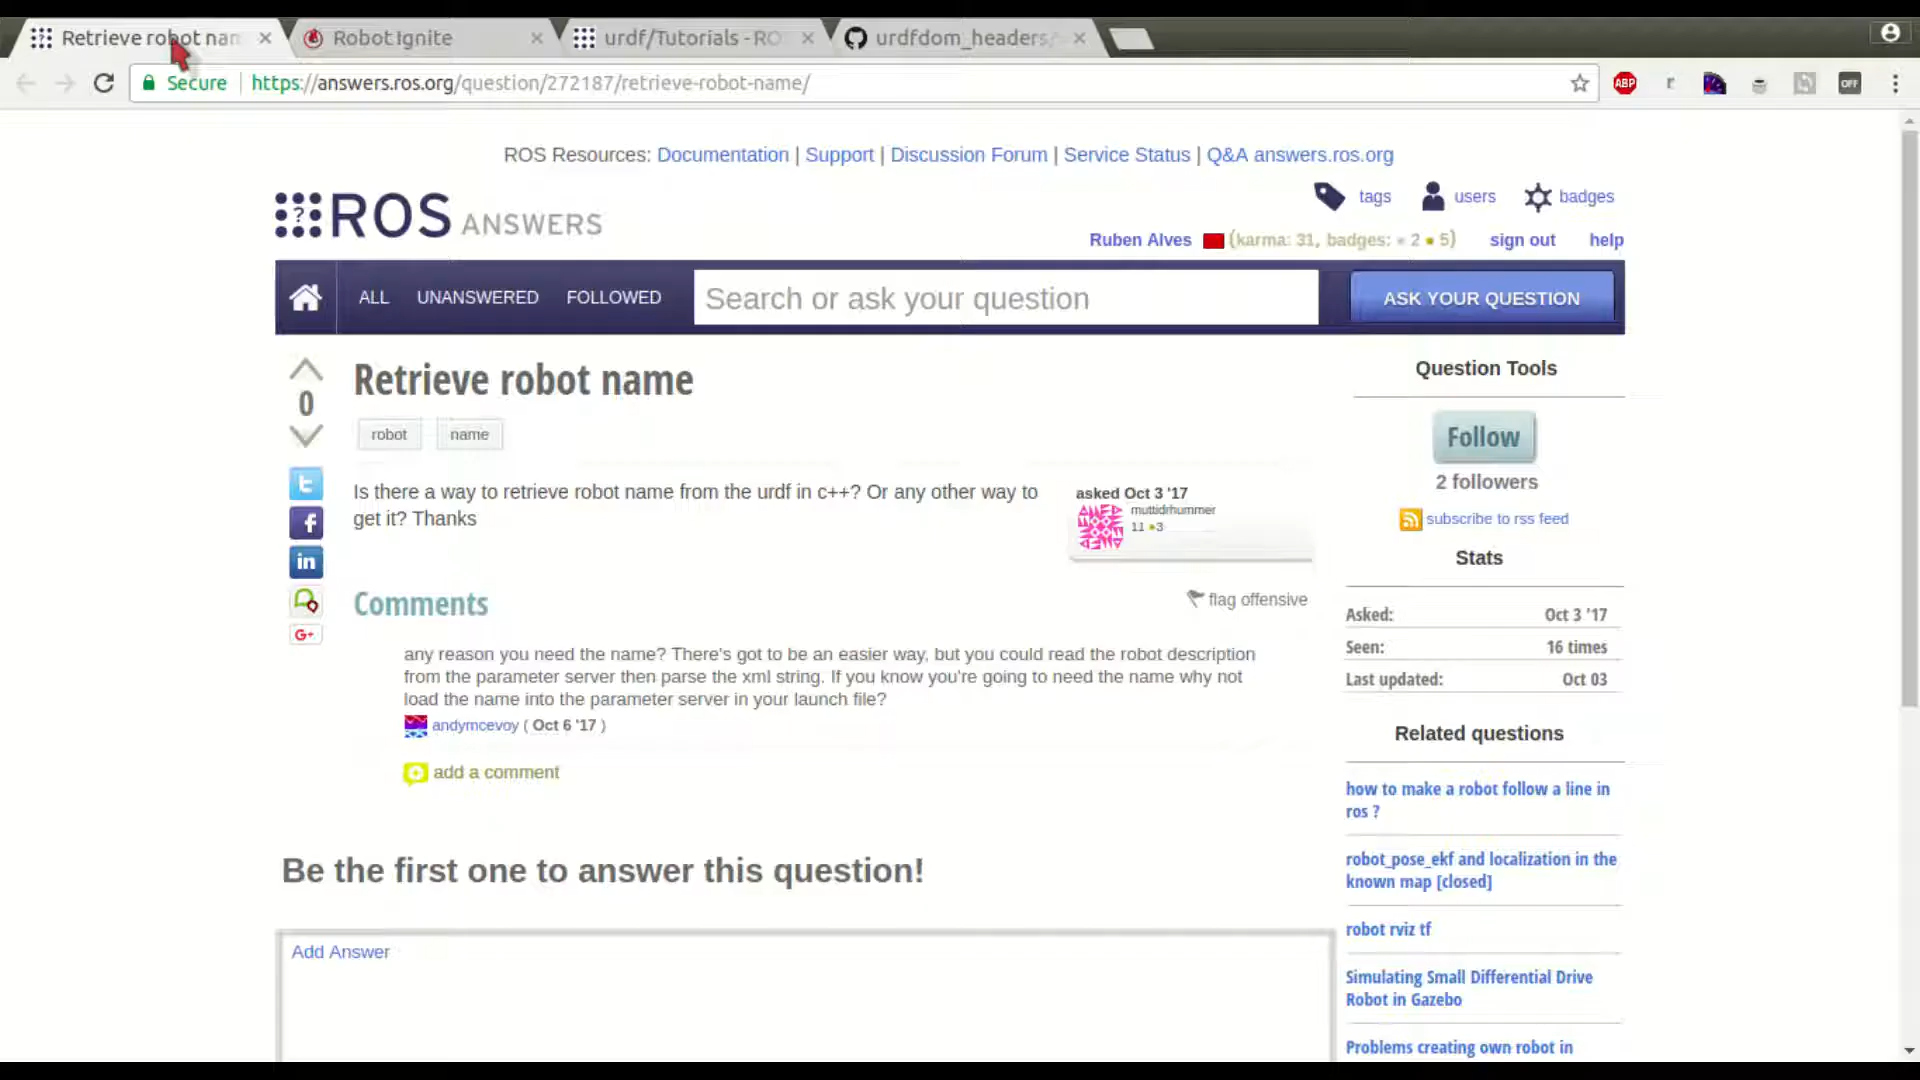 Retrieve robot nam
Robot Ignite
urdf/Tutorials - RO
urdfdom_headers/
Secure
https://answers.ros.org/question/272187/retrieve-robot-name/
ABP
r
OFF
ROS Resources: Documentation | Support | Discussion Forum | Service Status | Q&A answers.ros.org
tags users badges
ROS ANSWERS
Ruben Alves (karma: 31, badges: ● 2 ● 5) sign out help
ALL UNANSWERED FOLLOWED Search or ask your question ASK YOUR QUESTION
0
Retrieve robot name
robot name
Is there a way to retrieve robot name from the urdf in c++? Or any other way to
get it? Thanks
asked Oct 3 '17
muttidrhummer
11 ●3
Comments
flag offensive
any reason you need the name? There's got to be an easier way, but you could read the robot description
from the parameter server then parse the xml string. If you know you're going to need the name why not
load the name into the parameter server in your launch file?
andymcevoy ( Oct 6 '17 )
add a comment
Be the first one to answer this question!
Add Answer
t
f
in
G+
Question Tools
Follow
2 followers
subscribe to rss feed
Stats
Asked: Oct 3 '17
Seen: 16 times
Last updated: Oct 03
Related questions
how to make a robot follow a line in
ros ?
robot_pose_ekf and localization in the
known map [closed]
robot rviz tf
Simulating Small Differential Drive
Robot in Gazebo
Problems creating own robot in